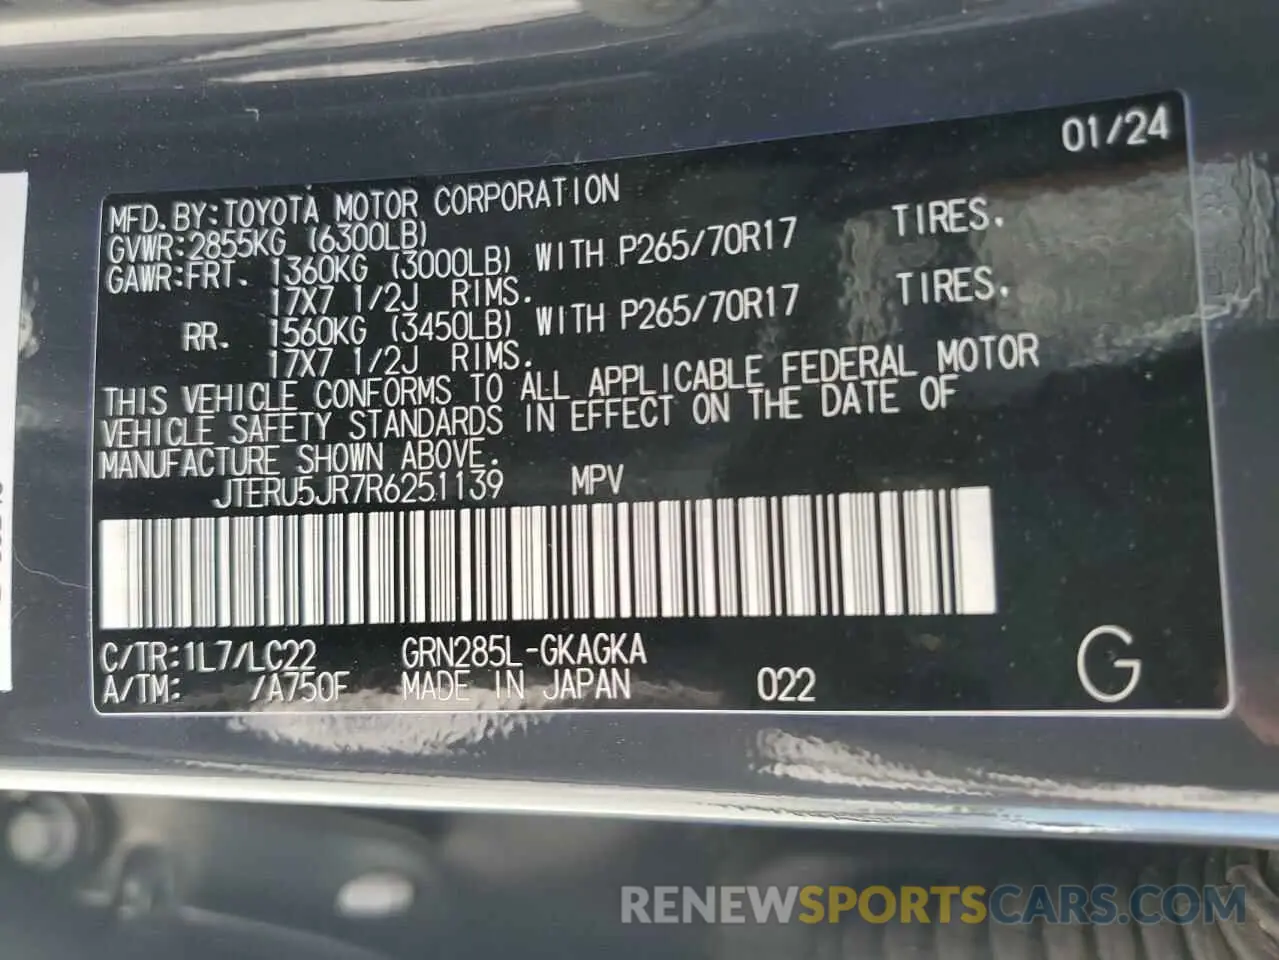 01/24
MFD.BY:TOYOTA MOTOR CORPORATION
GVWR:2855KG (6300LB)
GAWR:FRT. 1360KG (3000LB) WITH P265/70R17 TIRES.
17X7 1/2J RIMS.
RR. 1560KG (3450LB) WITH P265/70R17 TIRES.
17X7 1/2J RIMS.
THIS VEHICLE CONFORMS TO ALL APPLICABLE FEDERAL MOTOR
VEHICLE SAFETY STANDARDS IN EFFECT ON THE DATE OF
MANUFACTURE SHOWN ABOVE.
JTERU5JR7R6251139 MPV
C/TR:1L7/LC22 GRN285L-GKAGKA
A/TM: /A750F MADE IN JAPAN 022
G
RENEWSPORTSCARS.COM